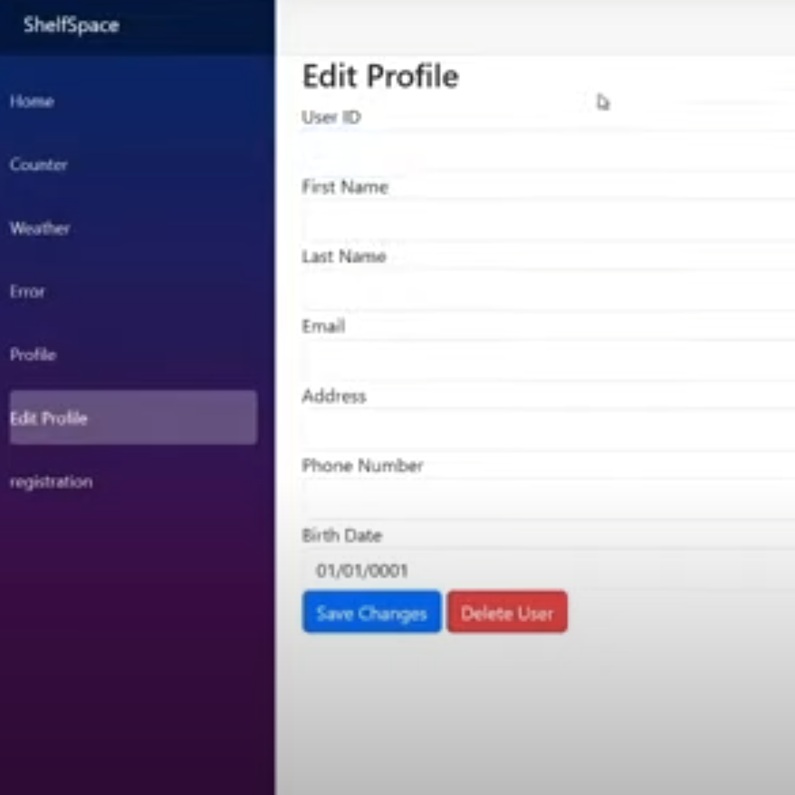 ShelfSpace
Home
Counter
Weather
Error
Profile
Edit Profile
registration
Edit Profile
User ID
First Name
Last Name
Email
Address
Phone Number
Birth Date
01/01/0001
Save Changes Delete User